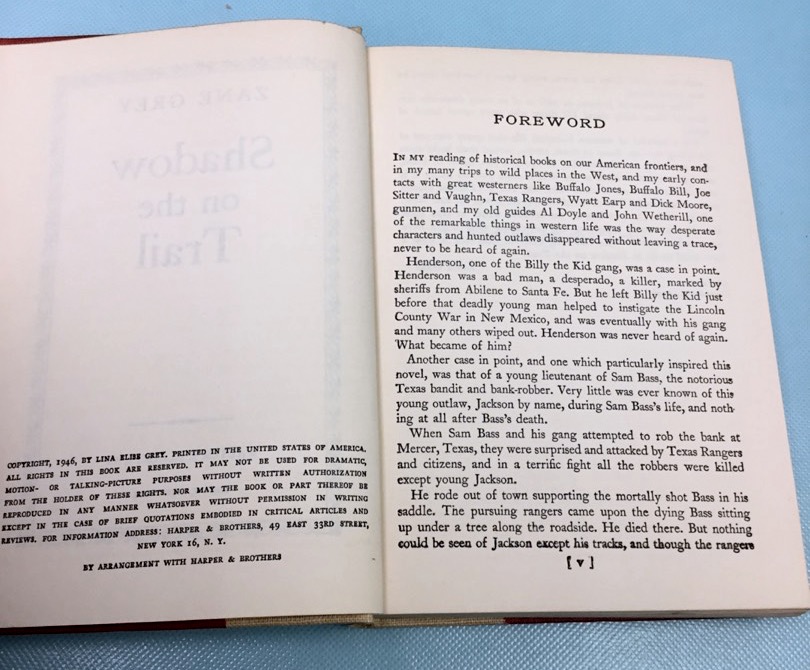 ZANE GREY
Shadow
on the
Trail
COPYRIGHT, 1946, BY LINA ELISE GREY. PRINTED IN THE UNITED STATES OF AMERICA.
ALL RIGHTS IN THIS BOOK ARE RESERVED. IT MAY NOT BE USED FOR DRAMATIC,
MOTION- OR TALKING-PICTURE PURPOSES WITHOUT WRITTEN AUTHORIZATION
FROM THE HOLDER OF THESE RIGHTS. NOR MAY THE BOOK OR PART THEREOF BE
REPRODUCED IN ANY MANNER WHATSOEVER WITHOUT PERMISSION IN WRITING
EXCEPT IN THE CASE OF BRIEF QUOTATIONS EMBODIED IN CRITICAL ARTICLES AND
REVIEWS. FOR INFORMATION ADDRESS: HARPER & BROTHERS, 49 EAST 33RD STREET,
NEW YORK 16, N. Y.
BY ARRANGEMENT WITH HARPER & BROTHERS
FOREWORD
IN MY reading of historical books on our American frontiers, and
in my many trips to wild places in the West, and my early con-
tacts with great westerners like Buffalo Jones, Buffalo Bill, Joe
Sitter and Vaughn, Texas Rangers, Wyatt Earp and Dick Moore,
gunmen, and my old guides Al Doyle and John Wetherill, one
of the remarkable things in western life was the way desperate
characters and hunted outlaws disappeared without leaving a trace,
never to be heard of again.
Henderson, one of the Billy the Kid gang, was a case in point.
Henderson was a bad man, a desperado, a killer, marked by
sheriffs from Abilene to Santa Fe. But he left Billy the Kid just
before that deadly young man helped to instigate the Lincoln
County War in New Mexico, and was eventually with his gang
and many others wiped out. Henderson was never heard of again.
What became of him?
Another case in point, and one which particularly inspired this
novel, was that of a young lieutenant of Sam Bass, the notorious
Texas bandit and bank-robber. Very little was ever known of this
young outlaw, Jackson by name, during Sam Bass's life, and noth-
ing at all after Bass's death.
When Sam Bass and his gang attempted to rob the bank at
Mercer, Texas, they were surprised and attacked by Texas Rangers
and citizens, and in a terrific fight all the robbers were killed
except young Jackson.
He rode out of town supporting the mortally shot Bass in his
saddle. The pursuing rangers came upon the dying Bass sitting
up under a tree along the roadside. He died there. But nothing
could be seen of Jackson except his tracks, and though the rangers
[ v ]